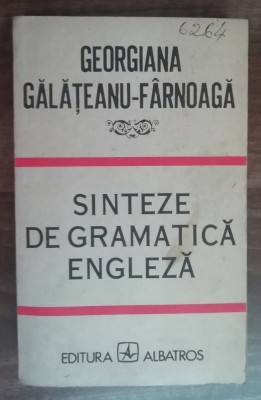 6264
GEORGIANA
GĂLĂȚEANU-FÂRNOAGĂ
SINTEZE
DE GRAMATICĂ
ENGLEZĂ
EDITURA A ALBATROS